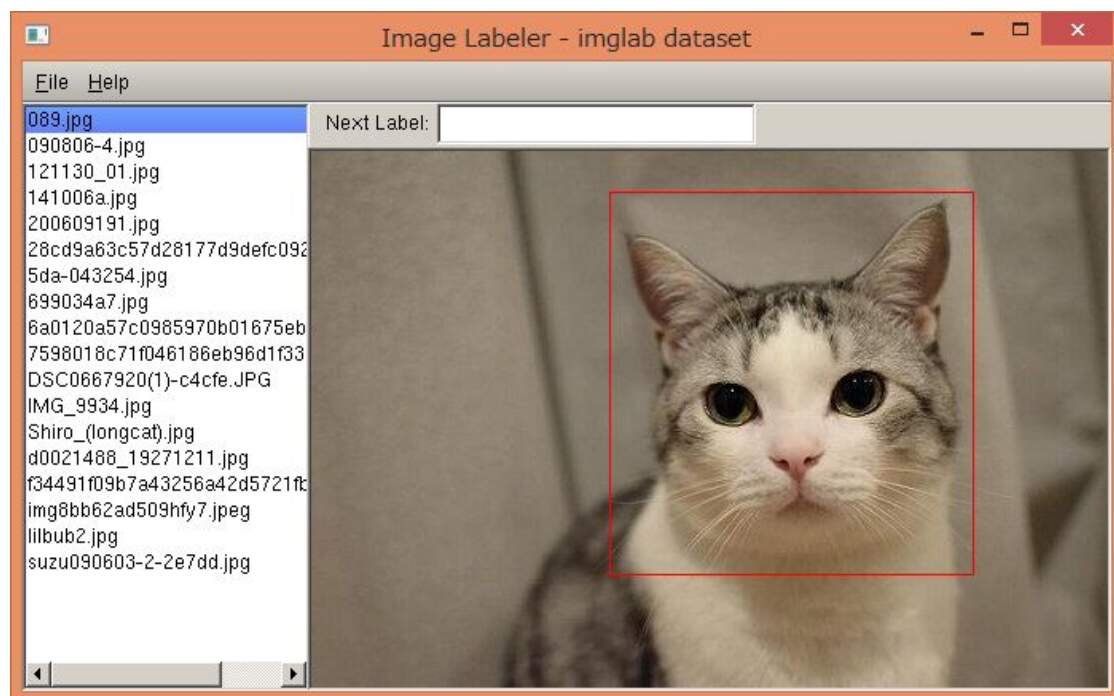 Image Labeler - imglab dataset
File Help
Next Label:
089.jpg
090806-4.jpg
121130_01.jpg
141006a.jpg
200609191.jpg
28cd9a63c57d28177d9defc092
5da-043254.jpg
699034a7.jpg
6a0120a57c0985970b01675eb
7598018c71f046186eb96d1f33
DSC0667920(1)-c4cfe.JPG
IMG_9934.jpg
Shiro_(longcat).jpg
d0021488_19271211.jpg
f34491f09b7a43256a42d5721fb
img8bb62ad509hfy7.jpeg
lilbub2.jpg
suzu090603-2-2e7dd.jpg